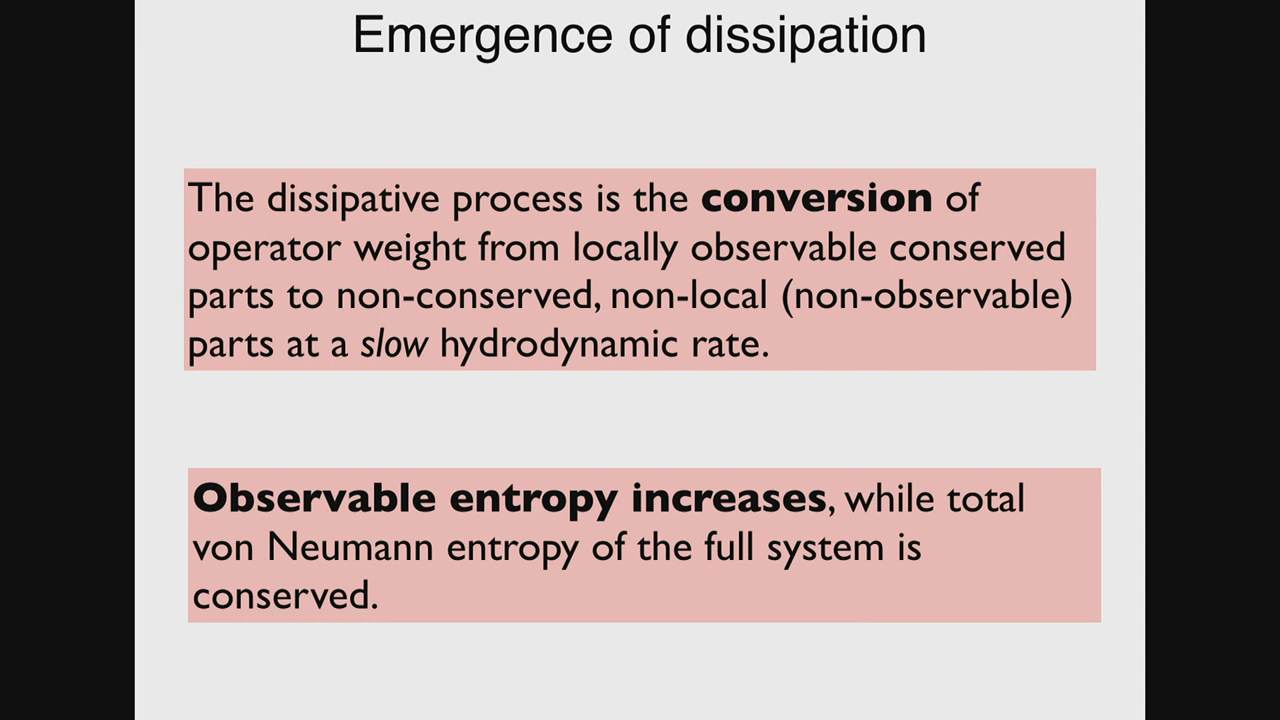 Emergence of dissipation
The dissipative process is the conversion of
operator weight from locally observable conserved
parts to non-conserved, non-local (non-observable)
parts at a slow hydrodynamic rate.
Observable entropy increases, while total
von Neumann entropy of the full system is
conserved.